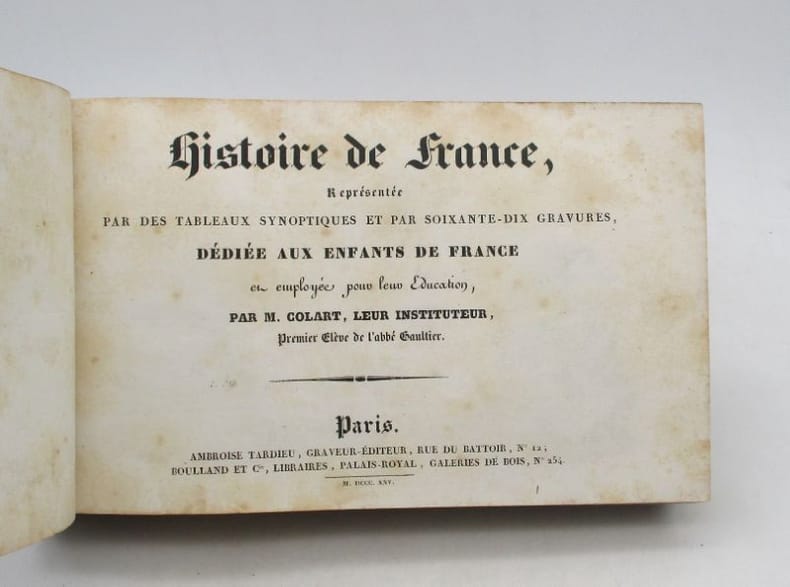 Histoire de France,
Représentée
PAR DES TABLEAUX SYNOPTIQUES ET PAR SOIXANTE-DIX GRAVURES,
DÉDIÉE AUX ENFANTS DE FRANCE
et employée pour leur Education,
PAR M. COLART, LEUR INSTITUTEUR,
Premier Elève de l'abbé Gaultier.
Paris.
AMBROISE TARDIEU, GRAVEUR-ÉDITEUR, RUE DU BATTOIR, N° 12;
BOULLAND ET Cie, LIBRAIRES, PALAIS-ROYAL, GALERIES DE BOIS, N° 254.
M. DCCC. XXV.